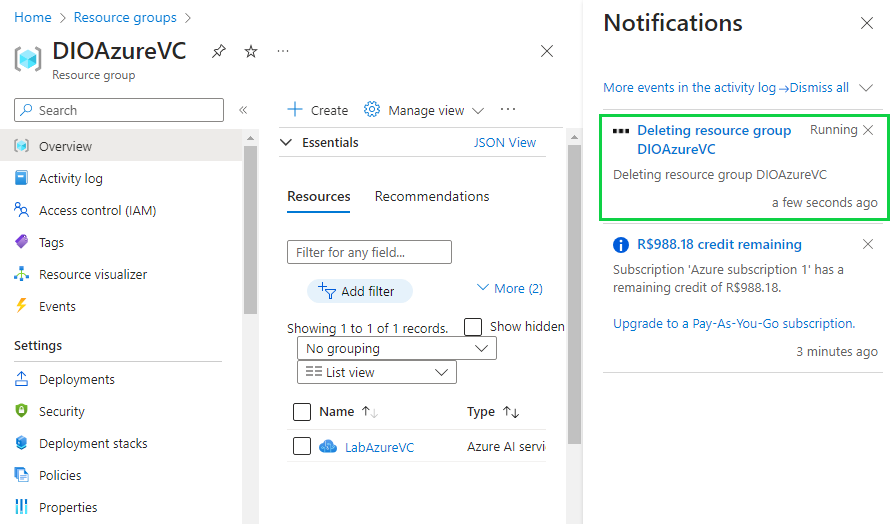 Home > Resource groups >
DIOAzureVC
Resource group
Search
Overview
Activity log
Access control (IAM)
Tags
Resource visualizer
Events
Settings
Deployments
Security
Deployment stacks
Policies
Properties
Create Manage view
Essentials JSON View
Resources Recommendations
Filter for any field...
Add filter More (2)
Showing 1 to 1 of 1 records. Show hidden
No grouping
List view
Name ↑↓ Type ↑↓
LabAzureVC Azure AI servi
Notifications
More events in the activity log → Dismiss all
Deleting resource group Running
DIOAzureVC
Deleting resource group DIOAzureVC
a few seconds ago
R$988.18 credit remaining
Subscription 'Azure subscription 1' has a
remaining credit of R$988.18.
Upgrade to a Pay-As-You-Go subscription.
3 minutes ago